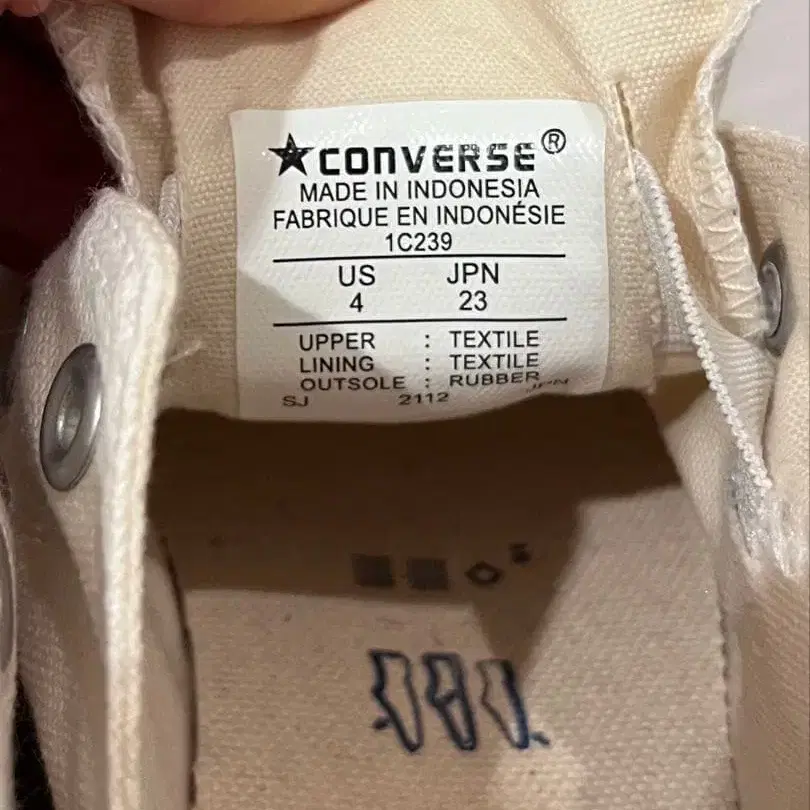 ★CONVERSE®
MADE IN INDONESIA
FABRIQUE EN INDONÉSIE
1C239
US JPN
4 23
UPPER : TEXTILE
LINING : TEXTILE
OUTSOLE : RUBBER
SJ 2112 JPN